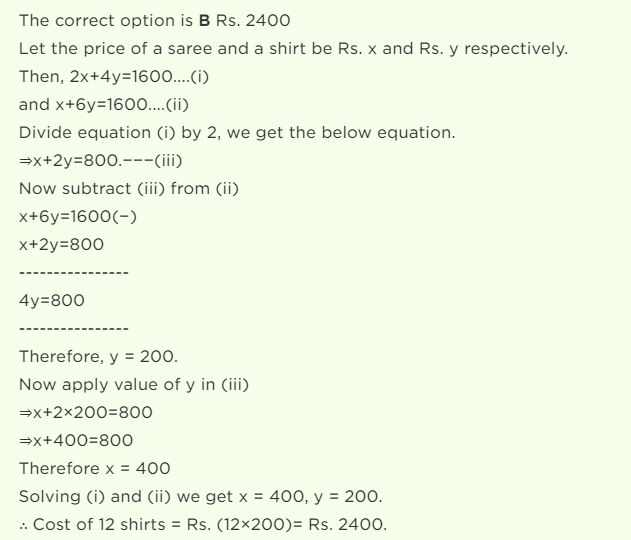 The correct option is B Rs. 2400
Let the price of a saree and a shirt be Rs. x and Rs. y respectively.
Then, 2x+4y=1600....(i)
and x+6y=1600....(ii)
Divide equation (i) by 2, we get the below equation.
⇒x+2y=800.−−−(iii)
Now subtract (iii) from (ii)
x+6y=1600(−)
x+2y=800
----------------
4y=800
----------------
Therefore, y = 200.
Now apply value of y in (iii)
⇒x+2×200=800
⇒x+400=800
Therefore x = 400
Solving (i) and (ii) we get x = 400, y = 200.
∴ Cost of 12 shirts = Rs. (12×200)= Rs. 2400.